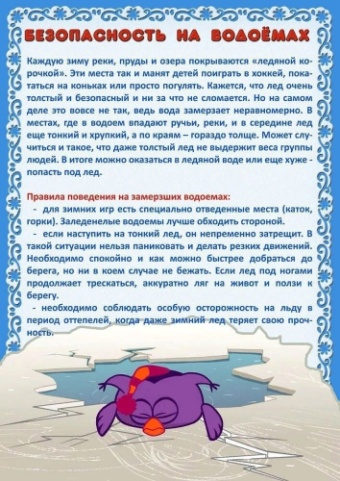 БЕЗОПАСНОСТЬ НА ВОДОЁМАХ
Каждую зиму реки, пруды и озера покрываются «ледяной ко-
рочкой». Эти места так и манят детей поиграть в хоккей, пока-
таться на коньках или просто погулять. Кажется, что лед очень
толстый и безопасный и ни за что не сломается. Но на самом
деле это вовсе не так, ведь вода замерзает неравномерно. В
местах, где в водоем впадают ручьи, реки, и в середине лед
еще тонкий и хрупкий, а по краям – гораздо толще. Может слу-
читься и такое, что даже толстый лед не выдержит веса группы
людей. В итоге можно оказаться в ледяной воде или еще хуже -
попасть под лед.
Правила поведения на замерзших водоемах:
- для зимних игр есть специально отведенные места (каток,
горки). Заледенелые водоемы лучше обходить стороной.
- если наступить на тонкий лед, он непременно затрещит. В
такой ситуации нельзя паниковать и делать резких движений.
Необходимо спокойно и как можно быстрее добраться до
берега, но ни в коем случае не бежать. Если лед под ногами
продолжает трескаться, аккуратно ляг на живот и ползи к
берегу.
- необходимо соблюдать особую осторожность на льду в
период оттепелей, когда даже зимний лед теряет свою проч-
ность.